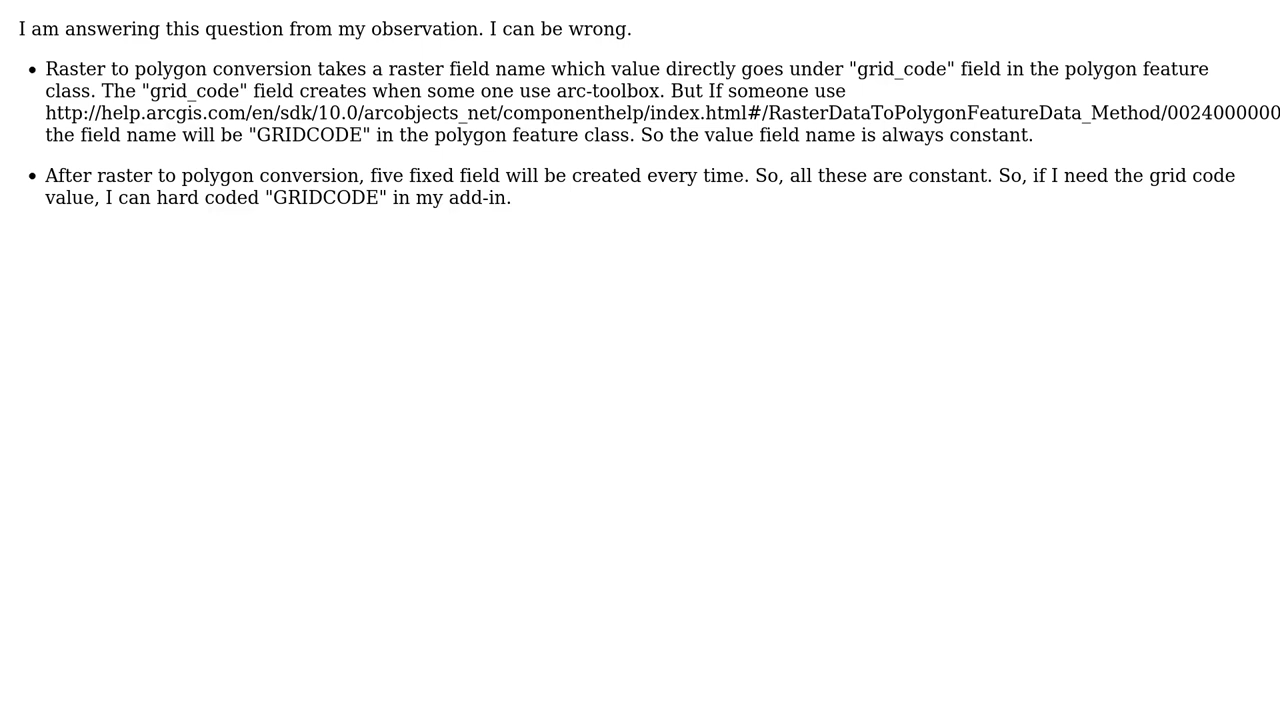 I am answering this question from my observation. I can be wrong.
• Raster to polygon conversion takes a raster field name which value directly goes under "grid_code" field in the polygon feature
class. The "grid_code" field creates when some one use arc-toolbox. But If someone use
http://help.arcgis.com/en/sdk/10.0/arcobjects_net/componenthelp/index.html#/RasterDataToPolygonFeatureData_Method/0024000000
the field name will be "GRIDCODE" in the polygon feature class. So the value field name is always constant.
• After raster to polygon conversion, five fixed field will be created every time. So, all these are constant. So, if I need the grid code
value, I can hard coded "GRIDCODE" in my add-in.